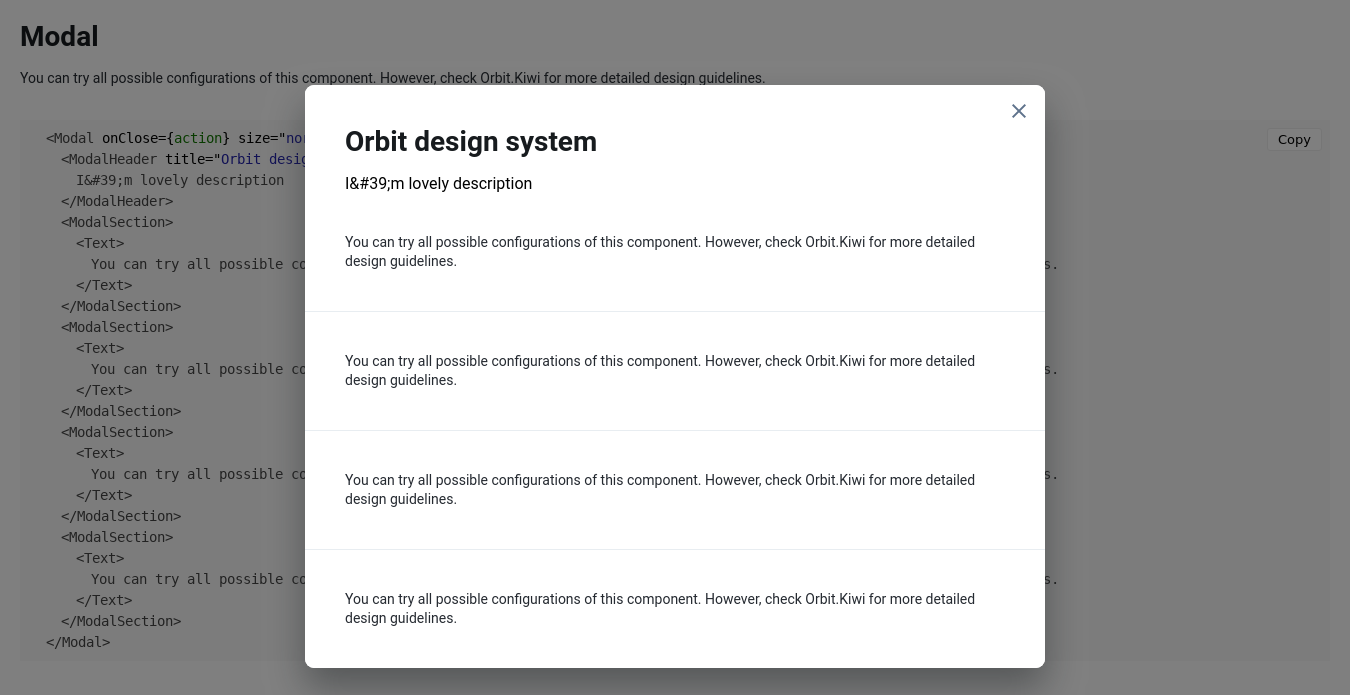 Modal
You can try all possible configurations of this component. However, check Orbit.Kiwi for more detailed design guidelines.
<Modal onClose={action} size="nor
<ModalHeader title="Orbit desig
I&#39;m lovely description
</ModalHeader>
<ModalSection>
<Text>
You can try all possible co
s.
</Text>
</ModalSection>
<ModalSection>
<Text>
You can try all possible co
s.
</Text>
</ModalSection>
<ModalSection>
<Text>
You can try all possible co
s.
</Text>
</ModalSection>
<ModalSection>
<Text>
You can try all possible co
s.
</Text>
</ModalSection>
</Modal>
Copy
Orbit design system
I&#39;m lovely description
You can try all possible configurations of this component. However, check Orbit.Kiwi for more detailed
design guidelines.
You can try all possible configurations of this component. However, check Orbit.Kiwi for more detailed
design guidelines.
You can try all possible configurations of this component. However, check Orbit.Kiwi for more detailed
design guidelines.
You can try all possible configurations of this component. However, check Orbit.Kiwi for more detailed
design guidelines.